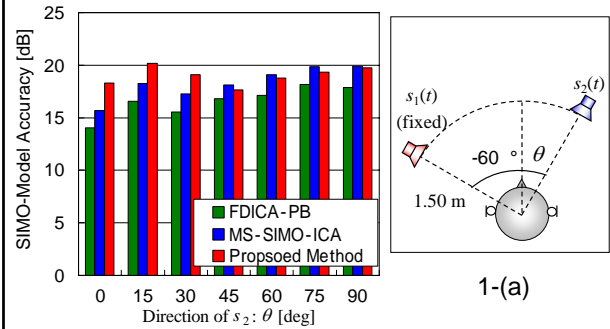 SIMO-Model Accuracy [dB]
25
20
15
10
5
0
FDICA-PB
MS-SIMO-ICA
Propsoed Method
0 15 30 45 60 75 90
Direction of s2: θ [deg]
s1(t)
(fixed)
s2(t)
-60 ° θ
1.50 m
1-(a)